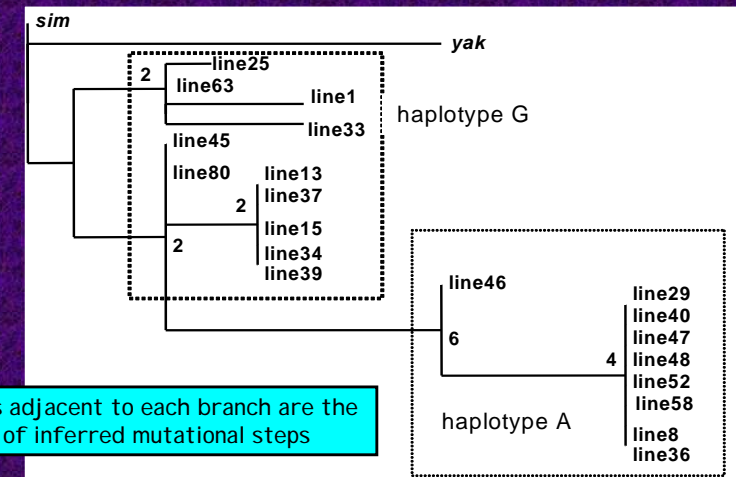 sim
yak
2
line25
line63
line1
haplotype G
line33
line45
line80
line13
line37
2
line15
2
line34
line39
line46
line29
line40
6
line47
4
line48
line52
line58
haplotype A
line8
line36
adjacent to each branch are the
of inferred mutational steps